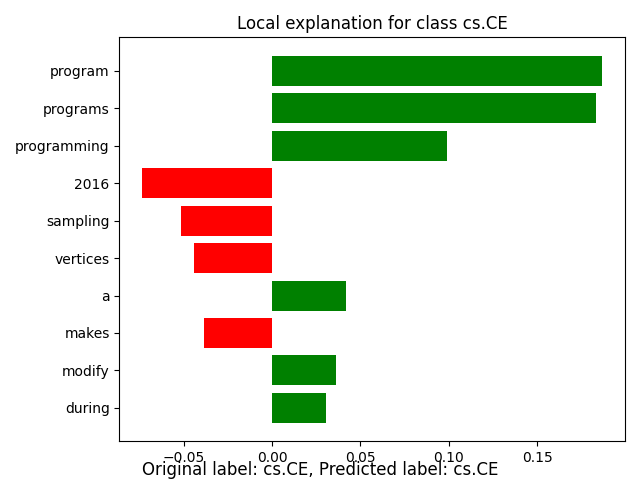 Local explanation for class cs.CE
program
programs
programming
2016
sampling
vertices
a
makes
modify
during
−0.05 0.00 0.05 0.10 0.15
Original label: cs.CE, Predicted label: cs.CE